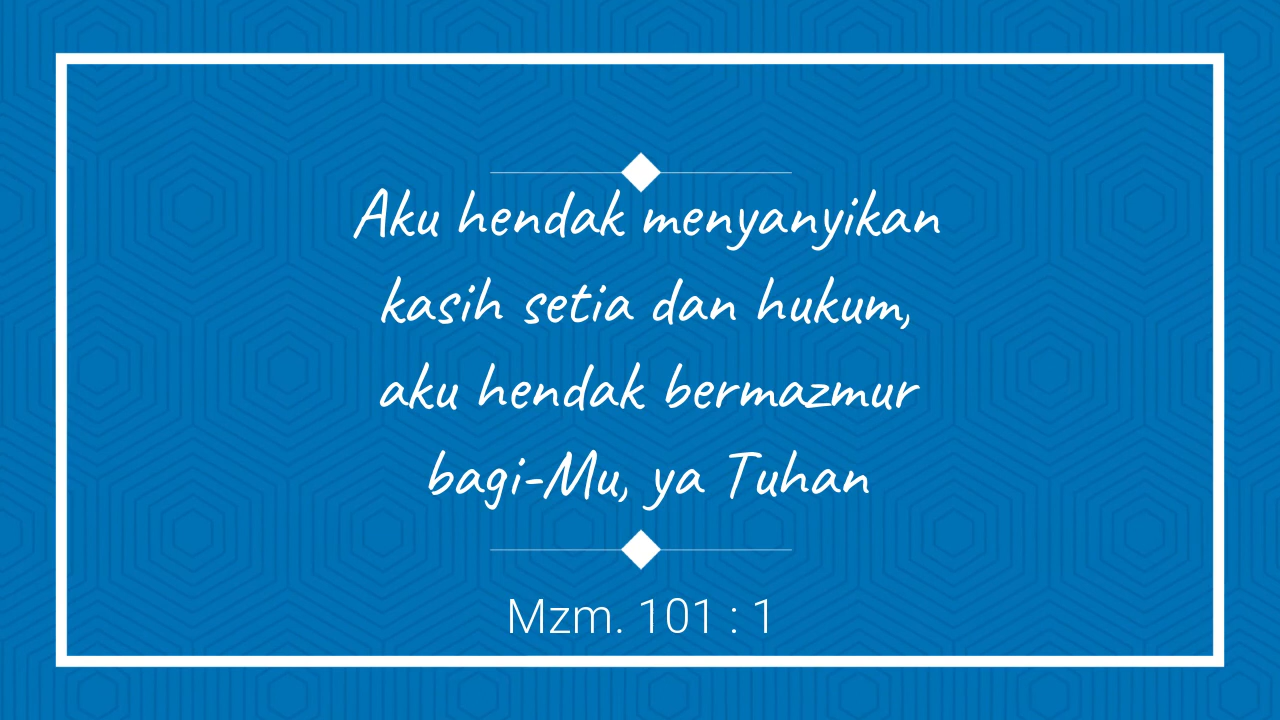 Aku hendak menyanyikan
kasih setia dan hukum,
aku hendak bermazmur
bagi-Mu, ya Tuhan
Mzm. 101 : 1